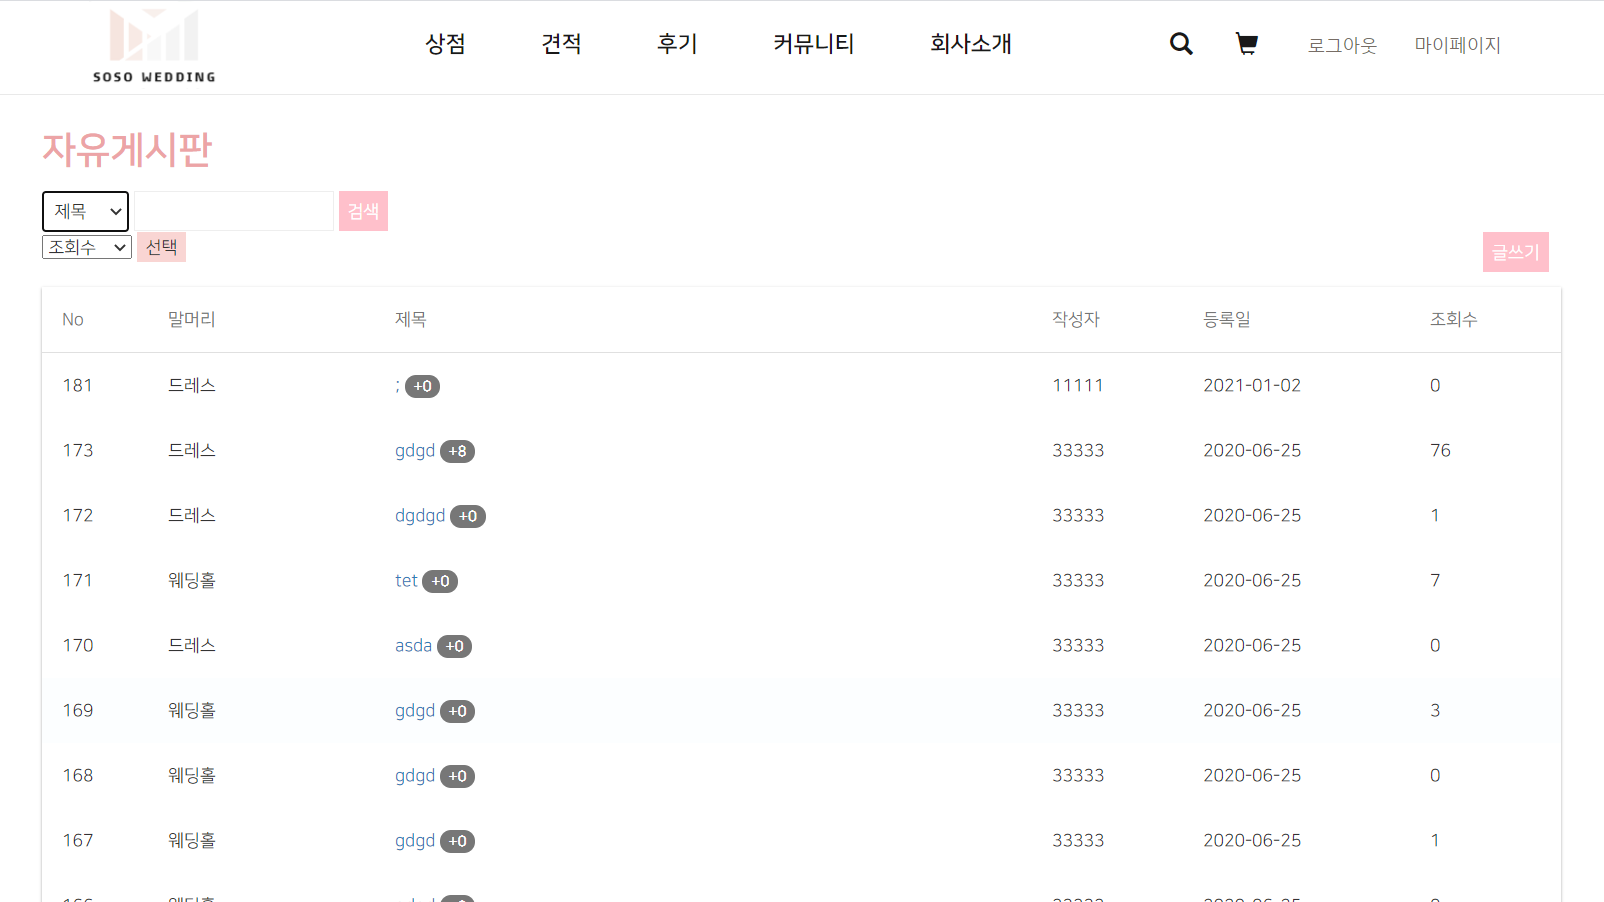 SOSO WEDDING
상점 견적 후기 커뮤니티 회사소개 로그아웃 마이페이지
자유게시판
제목 검색
조회수 선택 글쓰기
No 말머리 제목 작성자 등록일 조회수
181 드레스 ; +0 11111 2021-01-02 0
173 드레스 gdgd +8 33333 2020-06-25 76
172 드레스 dgdgd +0 33333 2020-06-25 1
171 웨딩홀 tet +0 33333 2020-06-25 7
170 드레스 asda +0 33333 2020-06-25 0
169 웨딩홀 gdgd +0 33333 2020-06-25 3
168 웨딩홀 gdgd +0 33333 2020-06-25 0
167 웨딩홀 gdgd +0 33333 2020-06-25 1